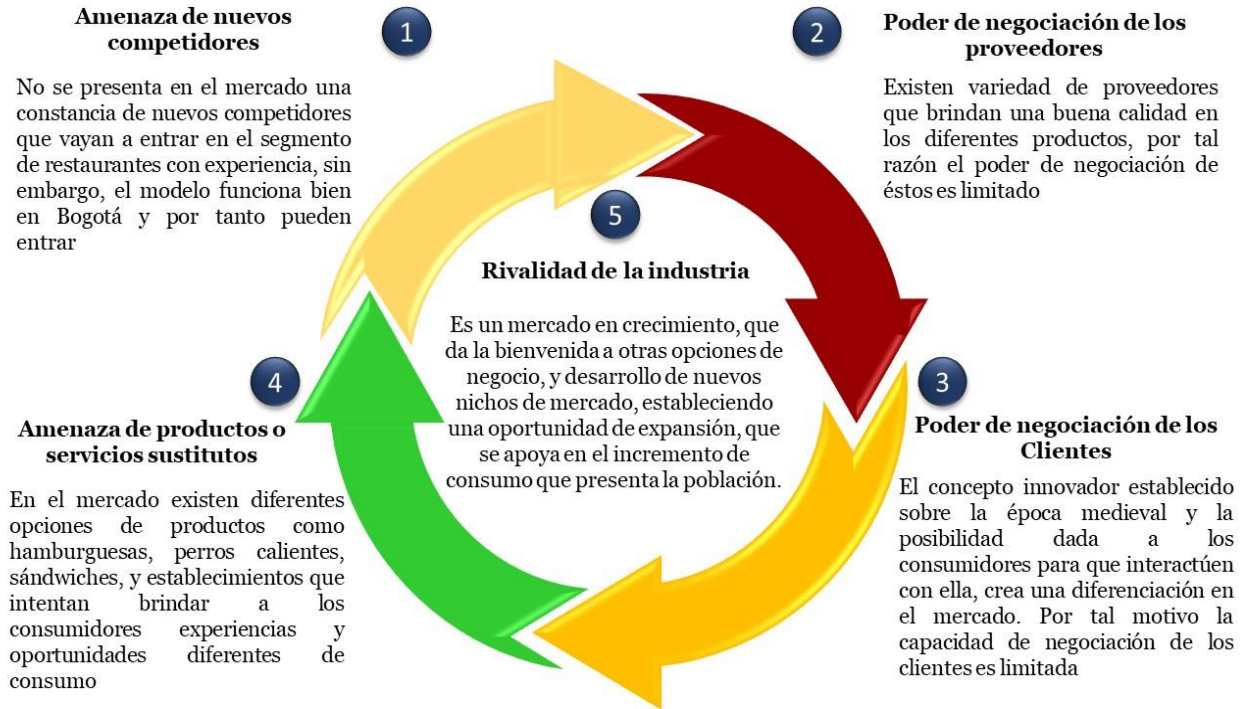 1
Amenaza de nuevos
competidores
No se presenta en el mercado una
constancia de nuevos competidores
que vayan a entrar en el segmento
de restaurantes con experiencia, sin
embargo, el modelo funciona bien
en Bogotá y por tanto pueden
entrar
2
Poder de negociación de los
proveedores
Existen variedad de proveedores
que brindan una buena calidad en
los diferentes productos, por tal
razón el poder de negociación de
éstos es limitado
3
Poder de negociación de los
Clientes
El concepto innovador establecido
sobre la época medieval y la
posibilidad dada a los
consumidores para que interactúen
con ella, crea una diferenciación en
el mercado. Por tal motivo la
capacidad de negociación de los
clientes es limitada
4
Amenaza de productos o
servicios sustitutos
En el mercado existen diferentes
opciones de productos como
hamburguesas, perros calientes,
sándwiches, y establecimientos que
intentan brindar a los
consumidores experiencias y
oportunidades diferentes de
consumo
5
Rivalidad de la industria
Es un mercado en crecimiento, que
da la bienvenida a otras opciones de
negocio, y desarrollo de nuevos
nichos de mercado, estableciendo
una oportunidad de expansión, que
se apoya en el incremento de
consumo que presenta la población.